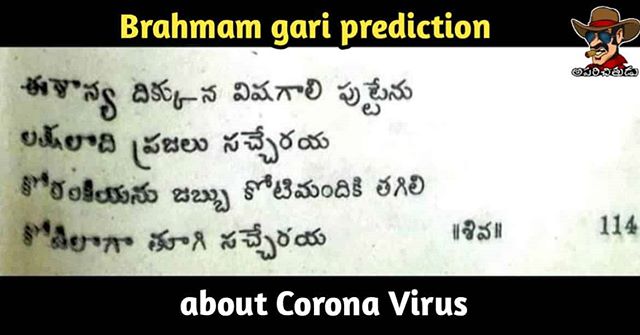 Brahmam gari prediction
అపరిచితుడు
ఈశాన్య దిక్కున విషగాలి పుట్టేను
లక్షలాది ప్రజలు సచ్చేరయ
కోరంకియను జబ్బు కోటిమందికి తగిలి
కోడిలాగా తూగి సచ్చేరయ ॥శివ॥ 114
about Corona Virus